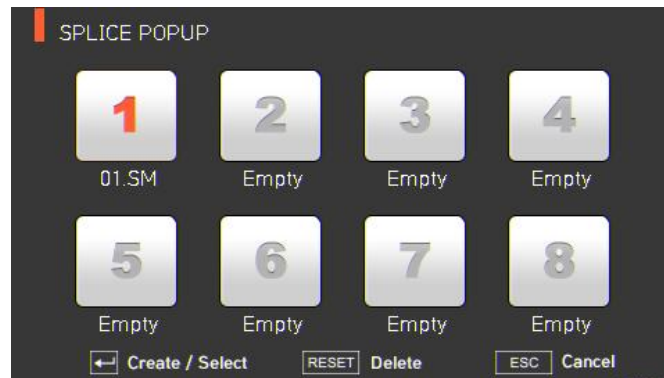 SPLICE POPUP
1 2 3 4
01.SM Empty Empty Empty
5 6 7 8
Empty Empty Empty Empty
Create / Select RESET Delete ESC Cancel